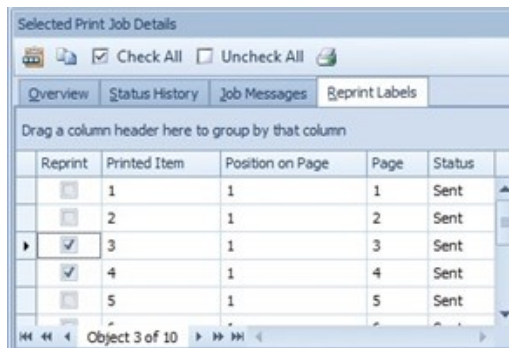 Selected Print Job Details
Check All Uncheck All
Overview Status History Job Messages Reprint Labels
Drag a column header here to group by that column
Reprint Printed Item Position on Page Page Status
1 1 1 Sent
2 1 2 Sent
3 1 3 Sent
4 1 4 Sent
5 1 5 Sent
Object 3 of 10